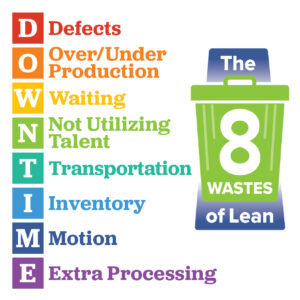 D Defects
O Over/Under
Production
W Waiting
N Not Utilizing
Talent
T Transportation
I Inventory
M Motion
E Extra Processing
The
8
WASTES
of Lean